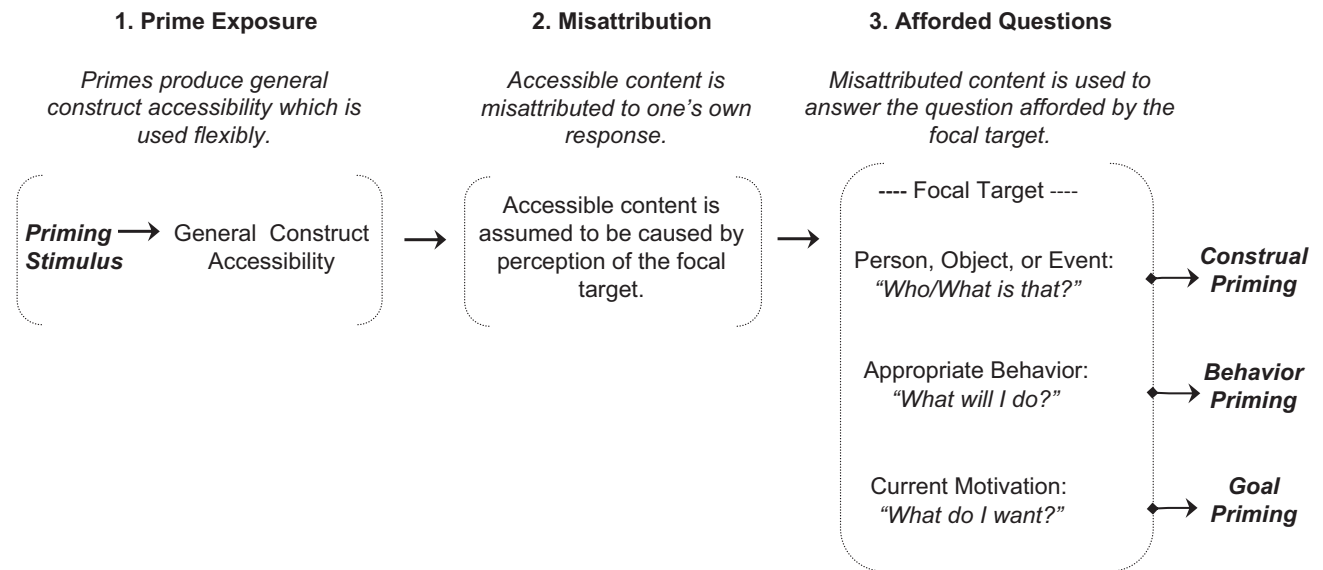 1. Prime Exposure
Primes produce general
construct accessibility which is
used flexibly.
Priming
Stimulus
General Construct
Accessibility
2. Misattribution
Accessible content is
misattributed to one's own
response.
Accessible content is
assumed to be caused by
perception of the focal
target.
3. Afforded Questions
Misattributed content is used to
answer the question afforded by the
focal target.
---- Focal Target ----
Person, Object, or Event:
“Who/What is that?”
Construal
Priming
Appropriate Behavior:
“What will I do?”
Behavior
Priming
Current Motivation:
“What do I want?”
Goal
Priming